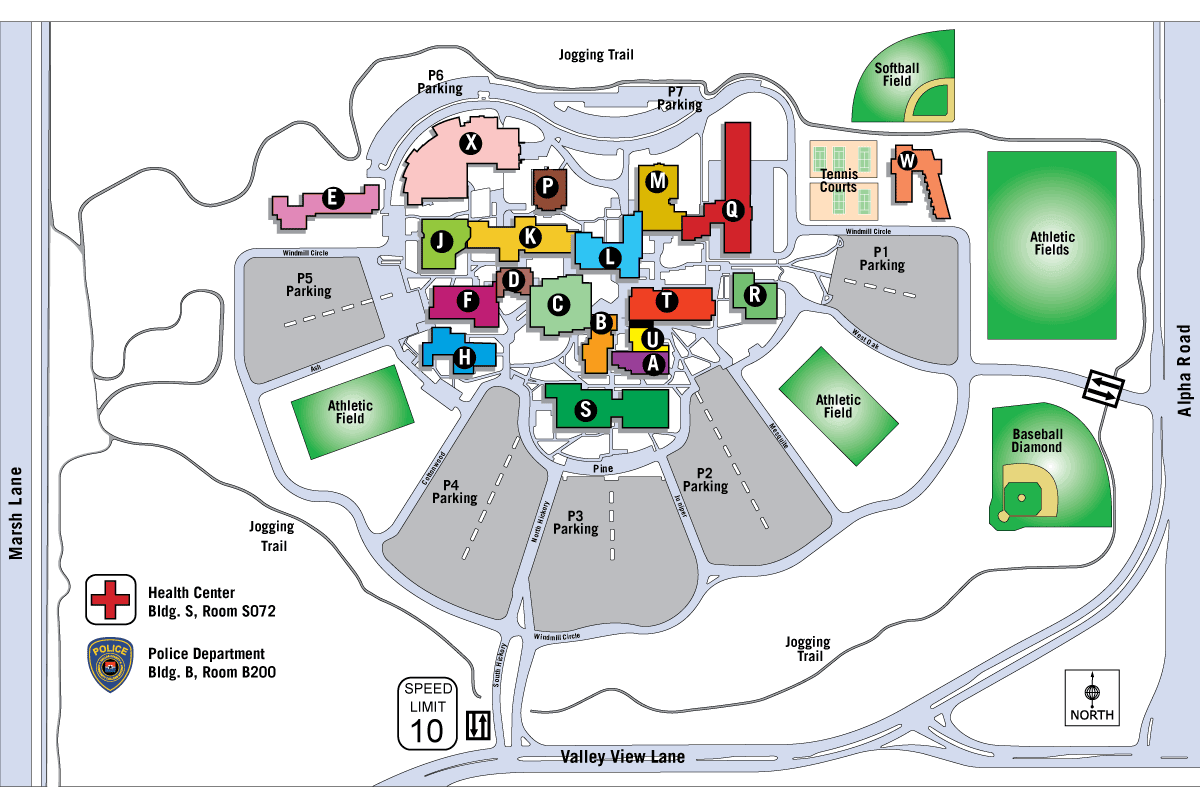 Jogging Trail
P6
Parking
P7
Parking
Softball
Field
X
P
M
W
E
Tennis
Courts
Q
J
K
L
Windmill Circle
Windmill Circle
Athletic
Fields
P1
Parking
P5
Parking
D
F
C
T
R
B
U
A
H
West Oak
Ash
Alpha Road
Athletic
Field
S
Athletic
Field
Mesquite
Baseball
Diamond
Pine
Cottonwood
P4
Parking
P2
Parking
North Hickory
Juniper
P3
Parking
Marsh Lane
Jogging
Trail
Health Center
Bldg. S, Room S072
Windmill Circle
Jogging
Trail
POLICE
Police Department
Bldg. B, Room B200
South Hickory
SPEED
LIMIT
10
NORTH
Valley View Lane